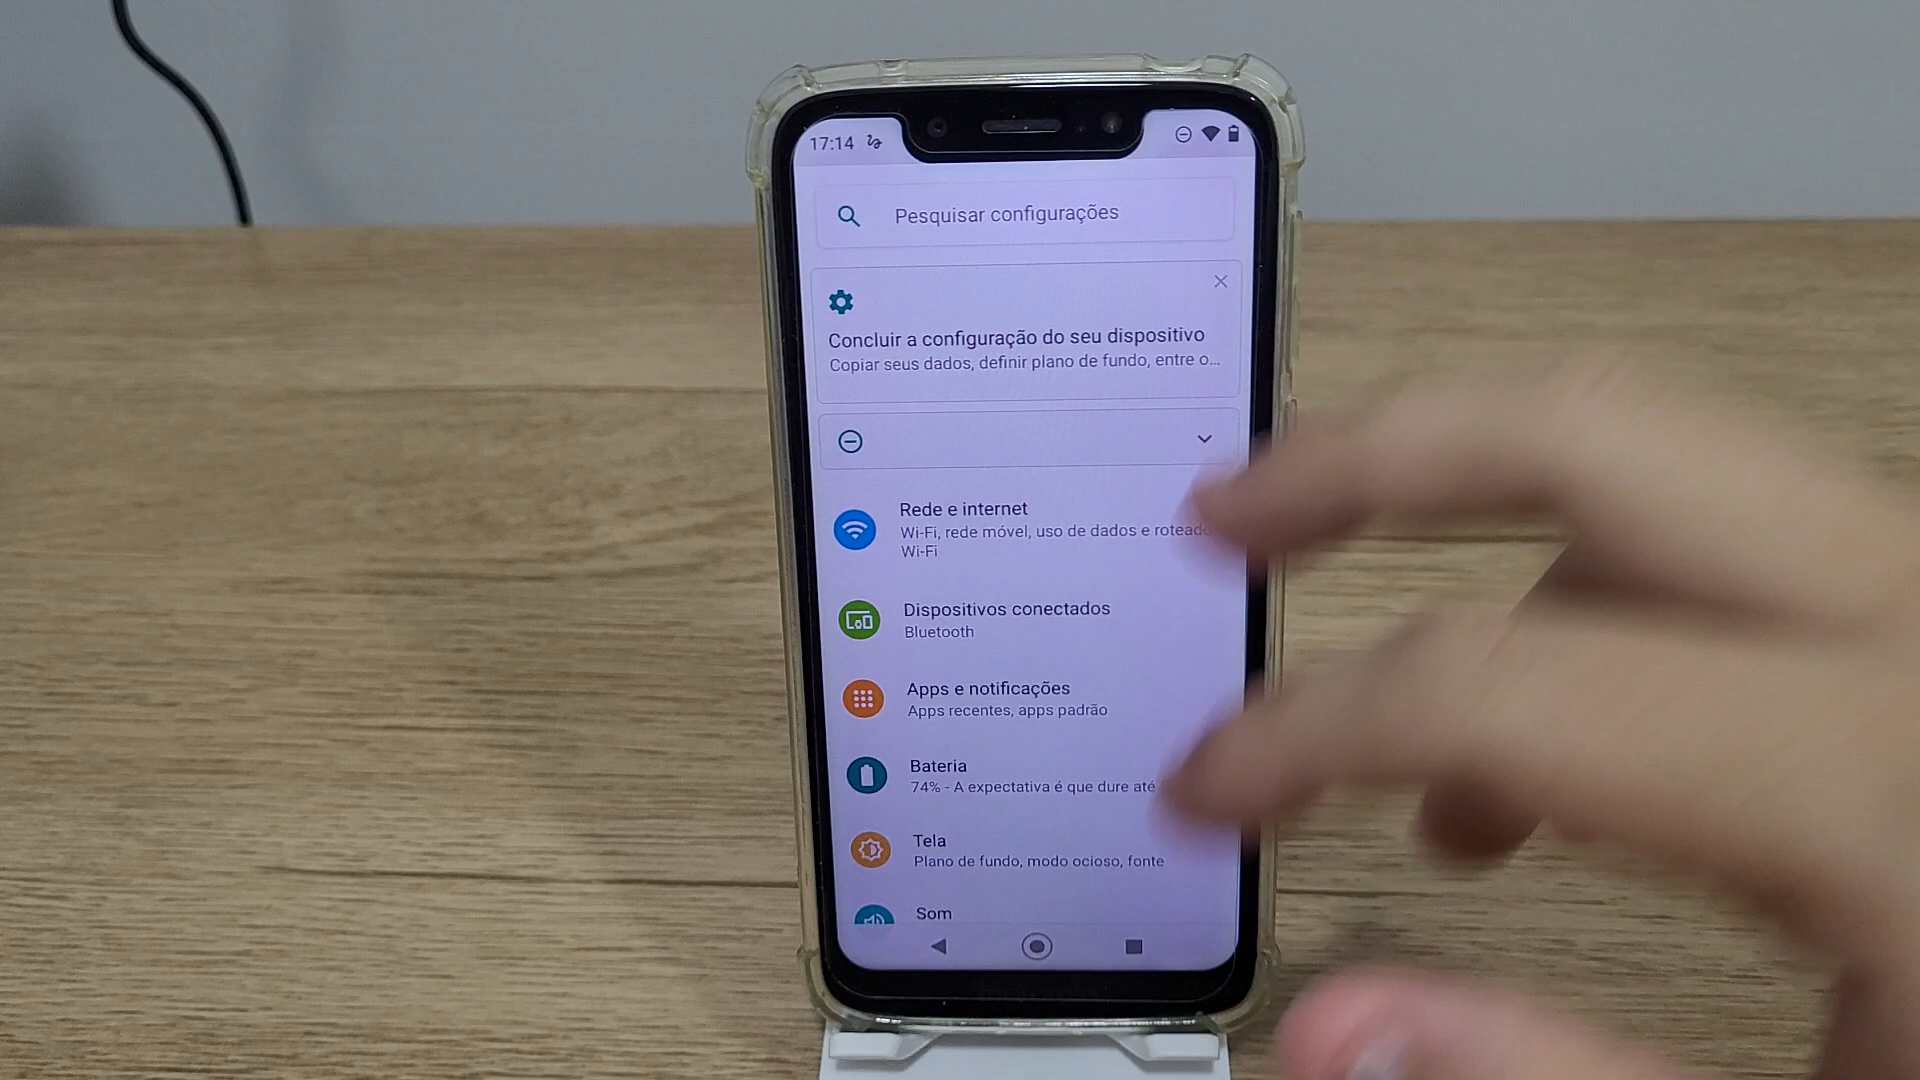 17:14
Pesquisar configurações
Concluir a configuração do seu dispositivo
Copiar seus dados, definir plano de fundo, entre o...
Rede e internet
Wi-Fi, rede móvel, uso de dados e
Wi-Fi
Dispositivos conectados
Bluetooth
Apps e notificações
Apps recentes, apps padrão
Bateria
74% - A expectativa é que dure até
Tela
Plano de fundo, modo ocioso, fonte
Som